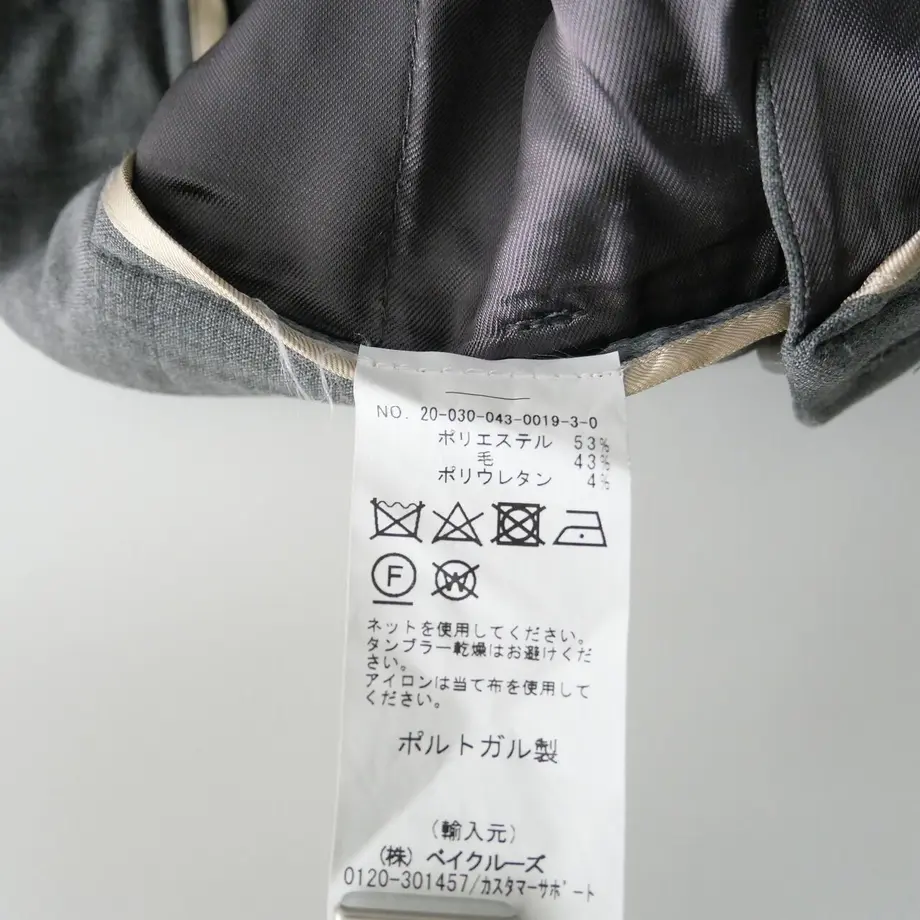 NO. 20-030-043-0019-3-0
ポリエステル 53%
毛 43%
ポリウレタン 4%
F W
ネットを使用してください。
タンブラー乾燥はお避けくだ
さい。
アイロンは当て布を使用して
ください。
ポルトガル製
(輸入元)
(株) ベイクルーズ
0120-301457/カスタマーサポート